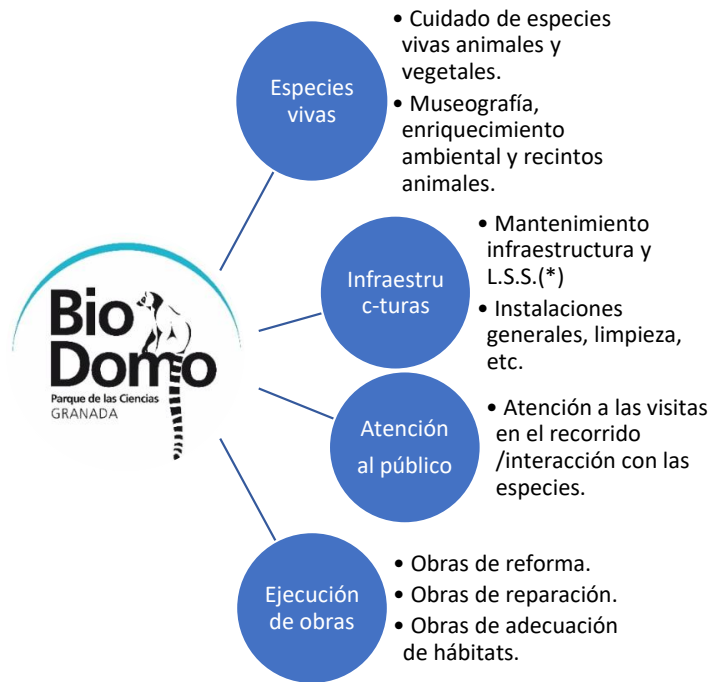 Bio
Domo
Parque de las Ciencias
GRANADA
Especies
vivas
• Cuidado de especies
vivas animales y
vegetales.
• Museografía,
enriquecimiento
ambiental y recintos
animales.
Infraestru
c-turas
• Mantenimiento
infraestructura y
L.S.S.(*)
• Instalaciones
generales, limpieza,
etc.
Atención
al público
• Atención a las visitas
en el recorrido
/interacción con las
especies.
Ejecución
de obras
• Obras de reforma.
• Obras de reparación.
• Obras de adecuación
de hábitats.